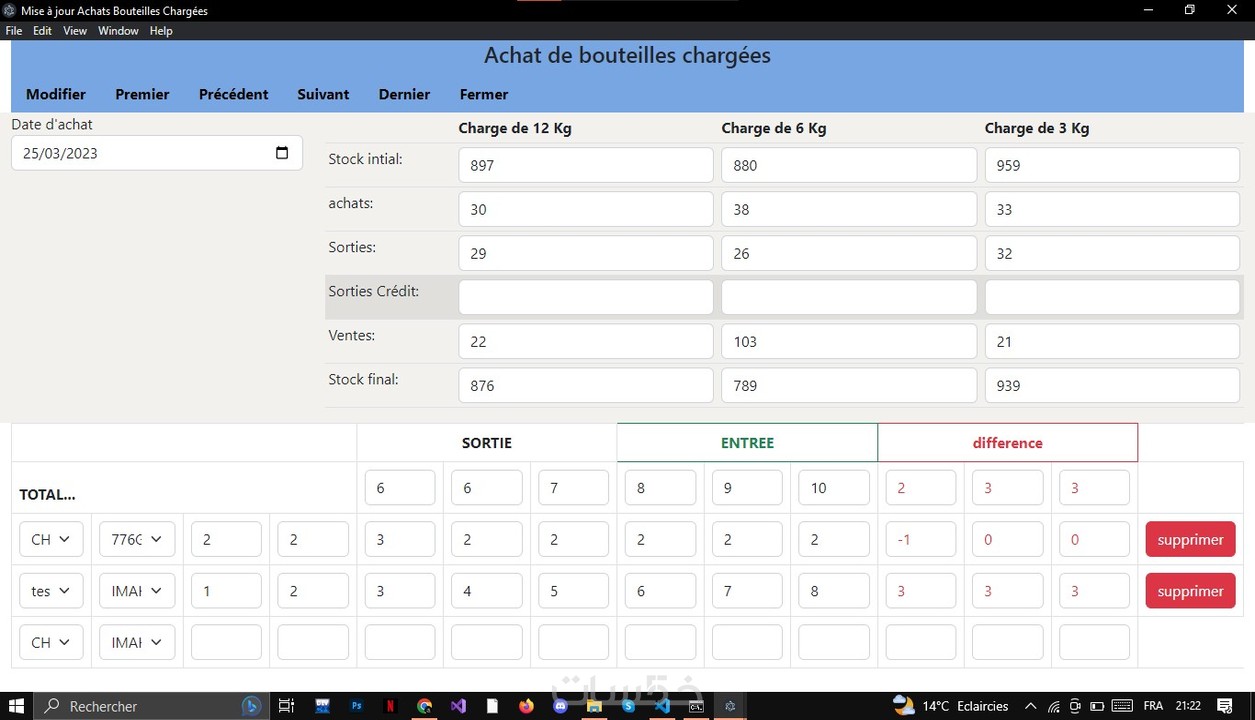 Mise à jour Achats Bouteilles Chargées
File Edit View Window Help
Achat de bouteilles chargées
Modifier Premier Précédent Suivant Dernier Fermer
Date d'achat
25/03/2023
Charge de 12 Kg Charge de 6 Kg Charge de 3 Kg
Stock intial: 897 880 959
achats: 30 38 33
Sorties: 29 26 32
Sorties Crédit:
Ventes: 22 103 21
Stock final: 876 789 939
SORTIE ENTREE difference
TOTAL... 6 6 7 8 9 10 2 3 3
CH 776C 2 2 3 2 2 2 2 2 -1 0 0 supprimer
tes IMAI 1 2 3 4 5 6 7 8 3 3 3 supprimer
CH IMAI
خمسات
Rechercher 14°C Eclaircies FRA 21:22